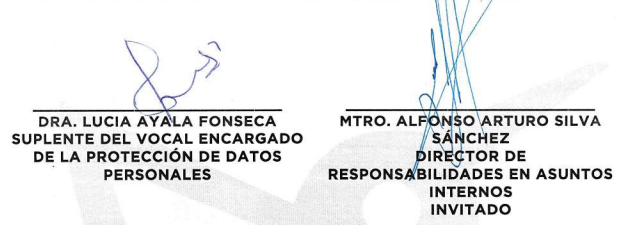 DRA. LUCIA AYALA FONSECA
SUPLENTE DEL VOCAL ENCARGADO
DE LA PROTECCIÓN DE DATOS
PERSONALES
MTRO. ALFONSO ARTURO SILVA
SÁNCHEZ
DIRECTOR DE
RESPONSABILIDADES EN ASUNTOS
INTERNOS
INVITADO